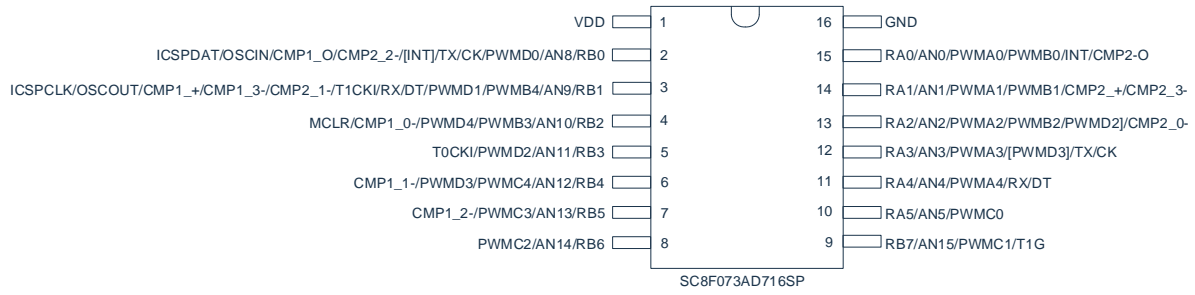 VDD 1 16 GND
ICSPDAT/OSCIN/CMP1_O/CMP2_2-/[INT]/TX/CK/PWMD0/AN8/RB0 2 15 RA0/AN0/PWMA0/PWMB0/INT/CMP2-O
ICSPCLK/OSCOUT/CMP1_+/CMP1_3-/CMP2_1-/T1CKI/RX/DT/PWMD1/PWMB4/AN9/RB1 3 14 RA1/AN1/PWMA1/PWMB1/CMP2_+/CMP2_3-
MCLR/CMP1_0-/PWMD4/PWMB3/AN10/RB2 4 13 RA2/AN2/PWMA2/PWMB2/PWMD2]/CMP2_0-
T0CKI/PWMD2/AN11/RB3 5 12 RA3/AN3/PWMA3/[PWMD3]/TX/CK
CMP1_1-/PWMD3/PWMC4/AN12/RB4 6 11 RA4/AN4/PWMA4/RX/DT
CMP1_2-/PWMC3/AN13/RB5 7 10 RA5/AN5/PWMC0
PWMC2/AN14/RB6 8 9 RB7/AN15/PWMC1/T1G
SC8F073AD716SP